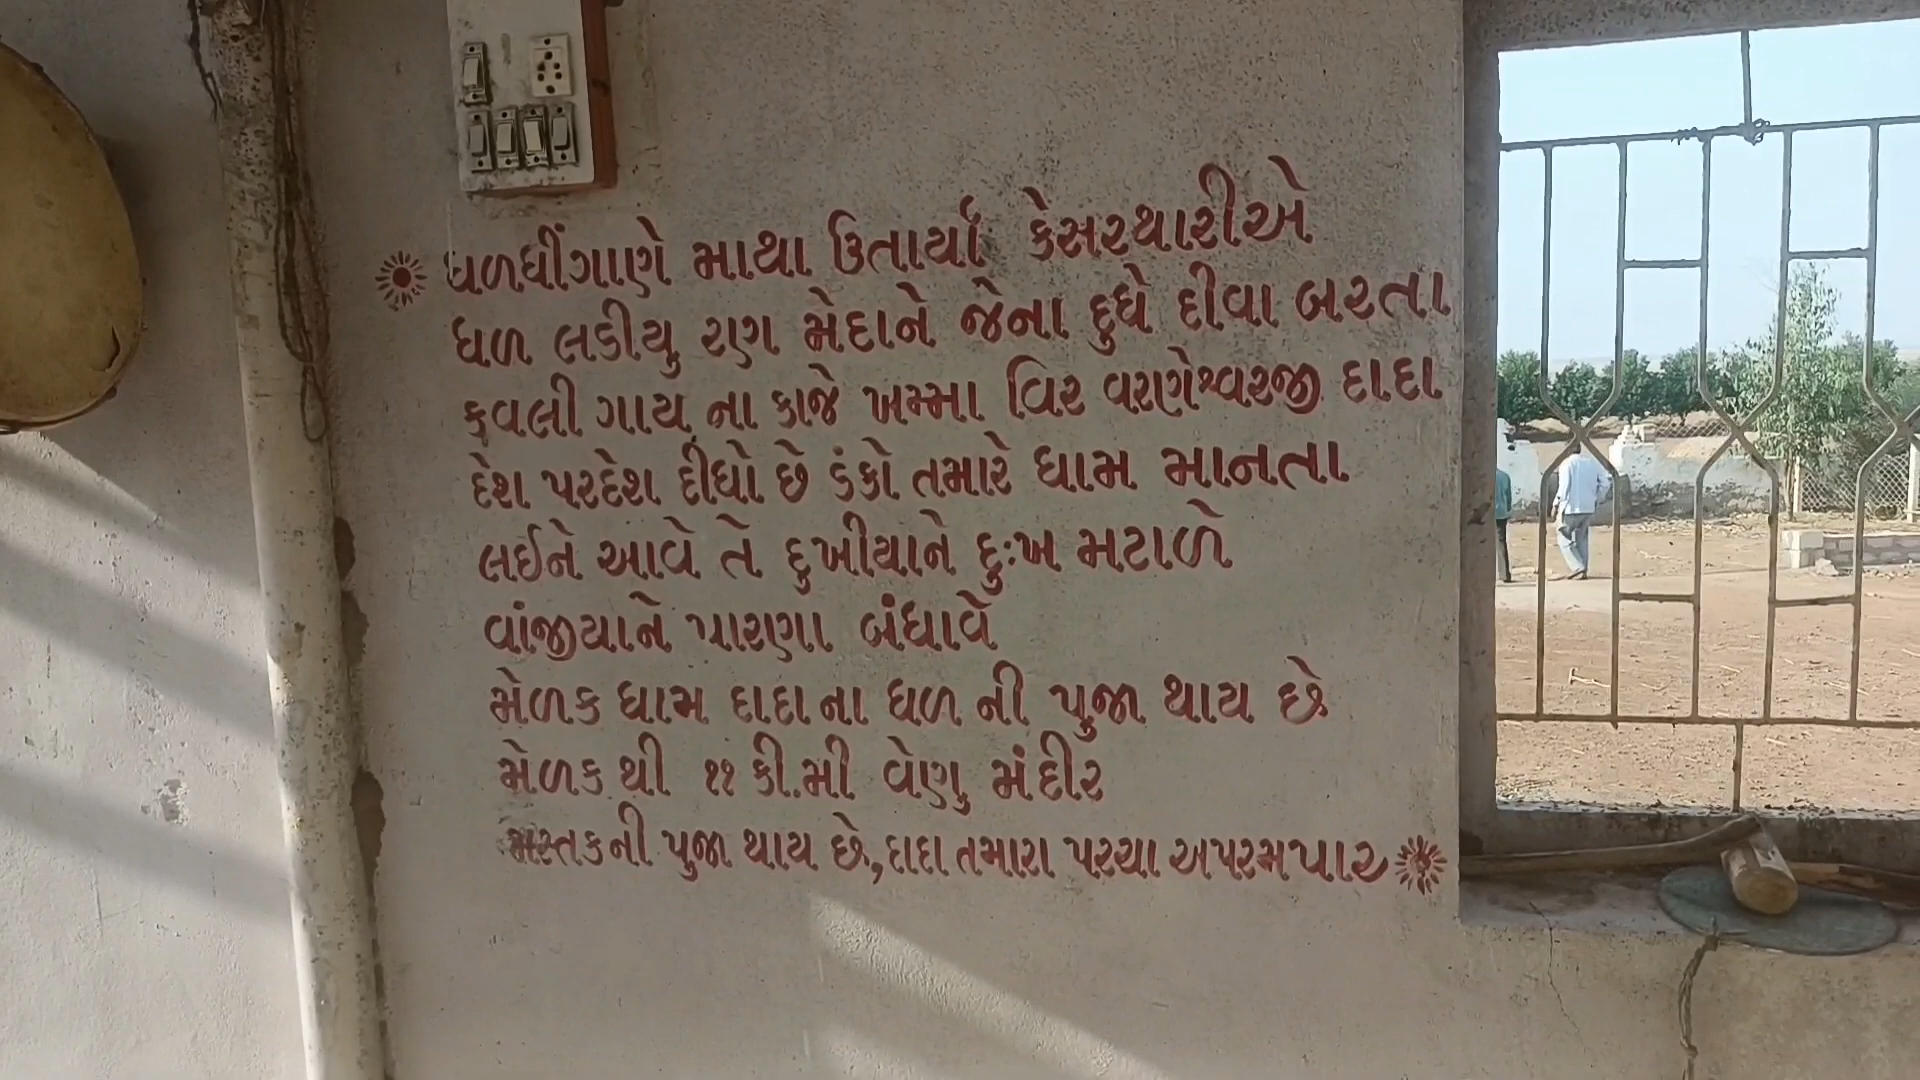 ધળધીંગાણે માથા ઉતાર્યા કેસરથારીએ
ધળ લડીયુ રણ મેદાને જેના દુધે દીવા બરતા
કવલી ગાય ના કાજે ખમ્મા વિર વરણેશ્વરજી દાદા
દેશ પરદેશ દીધો છે ડંકો તમારે ધામ માનતા
લઈને આવે તે દુખીયાને દુઃખ મટાળે
વાંજીયાને પારણા બંધાવે
મેળક ધામ દાદા ના ધળ ની પુજા થાય છે
મેળક થી ૧૧ કી.મી વેણુ મંદીર
મસ્તકની પુજા થાય છે, દાદા તમારા પરચા અપરમપાર